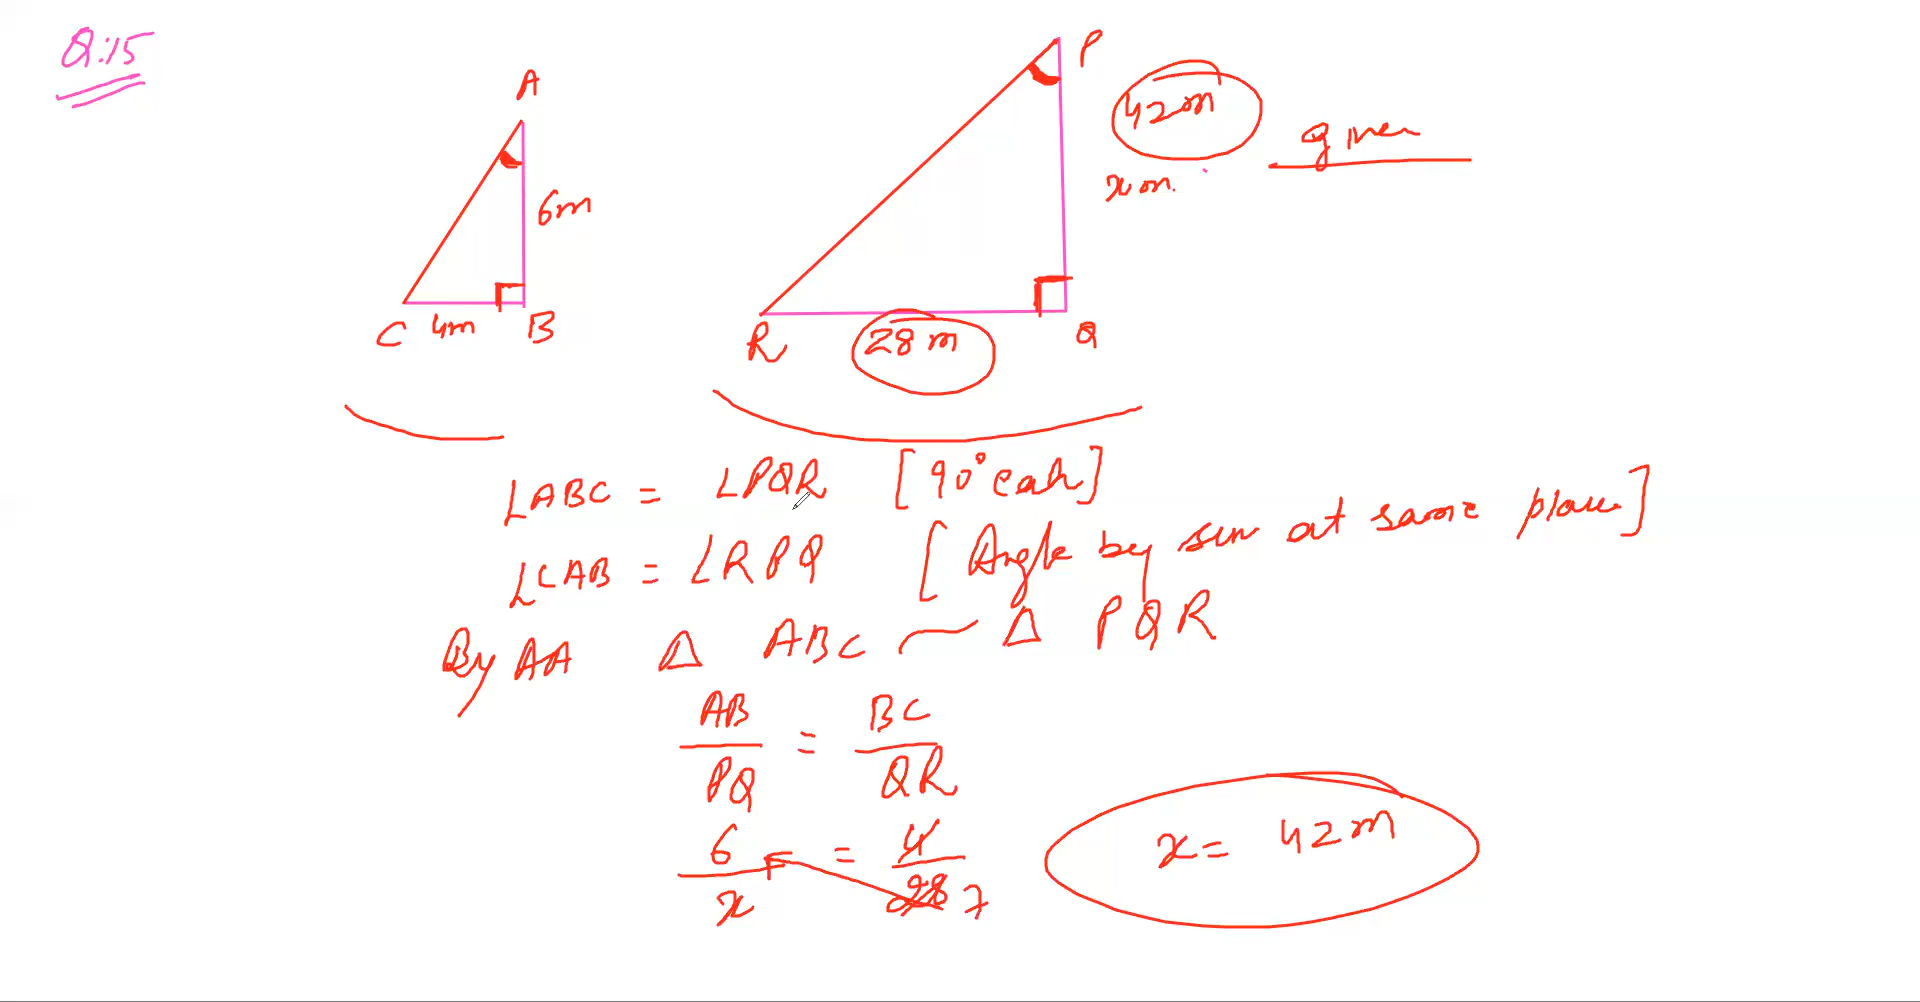 Q:15
A
6m
C 4m B
P
42m
given
x m.
R 28 m Q
∠ABC = ∠PQR [90° each]
∠CAB = ∠RPQ [Angle by sun at same place]
By AA Δ ABC ~ Δ PQR
AB/PQ = BC/QR
6/x = 4/28 7
x = 42m